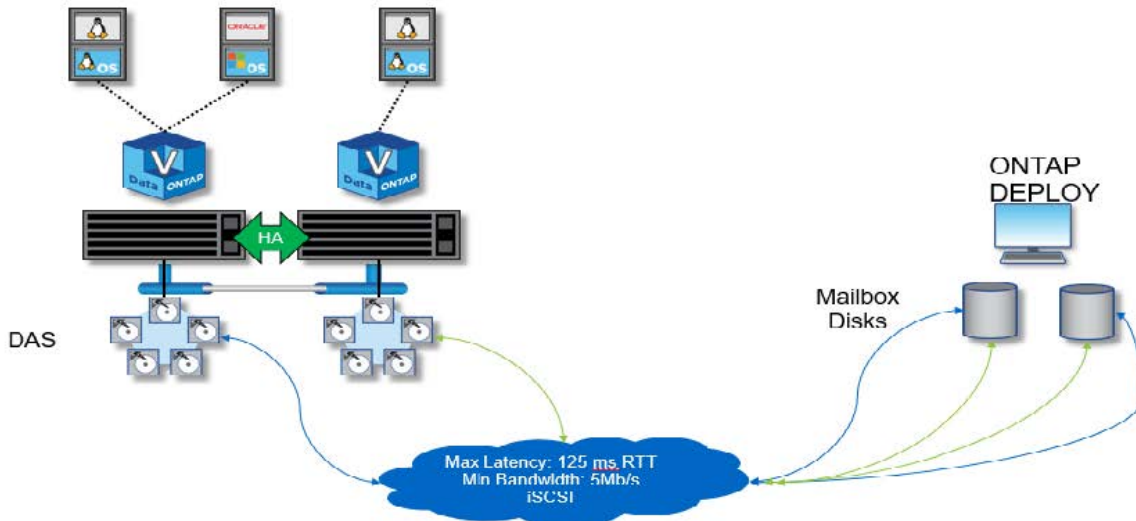 ORACLE
OS
OS
OS
V
Data ONTAP
V
Data ONTAP
HA
ONTAP
DEPLOY
Mailbox
Disks
DAS
Max Latency: 125 ms RTT
Min Bandwidth: 5Mb/s
iSCSI